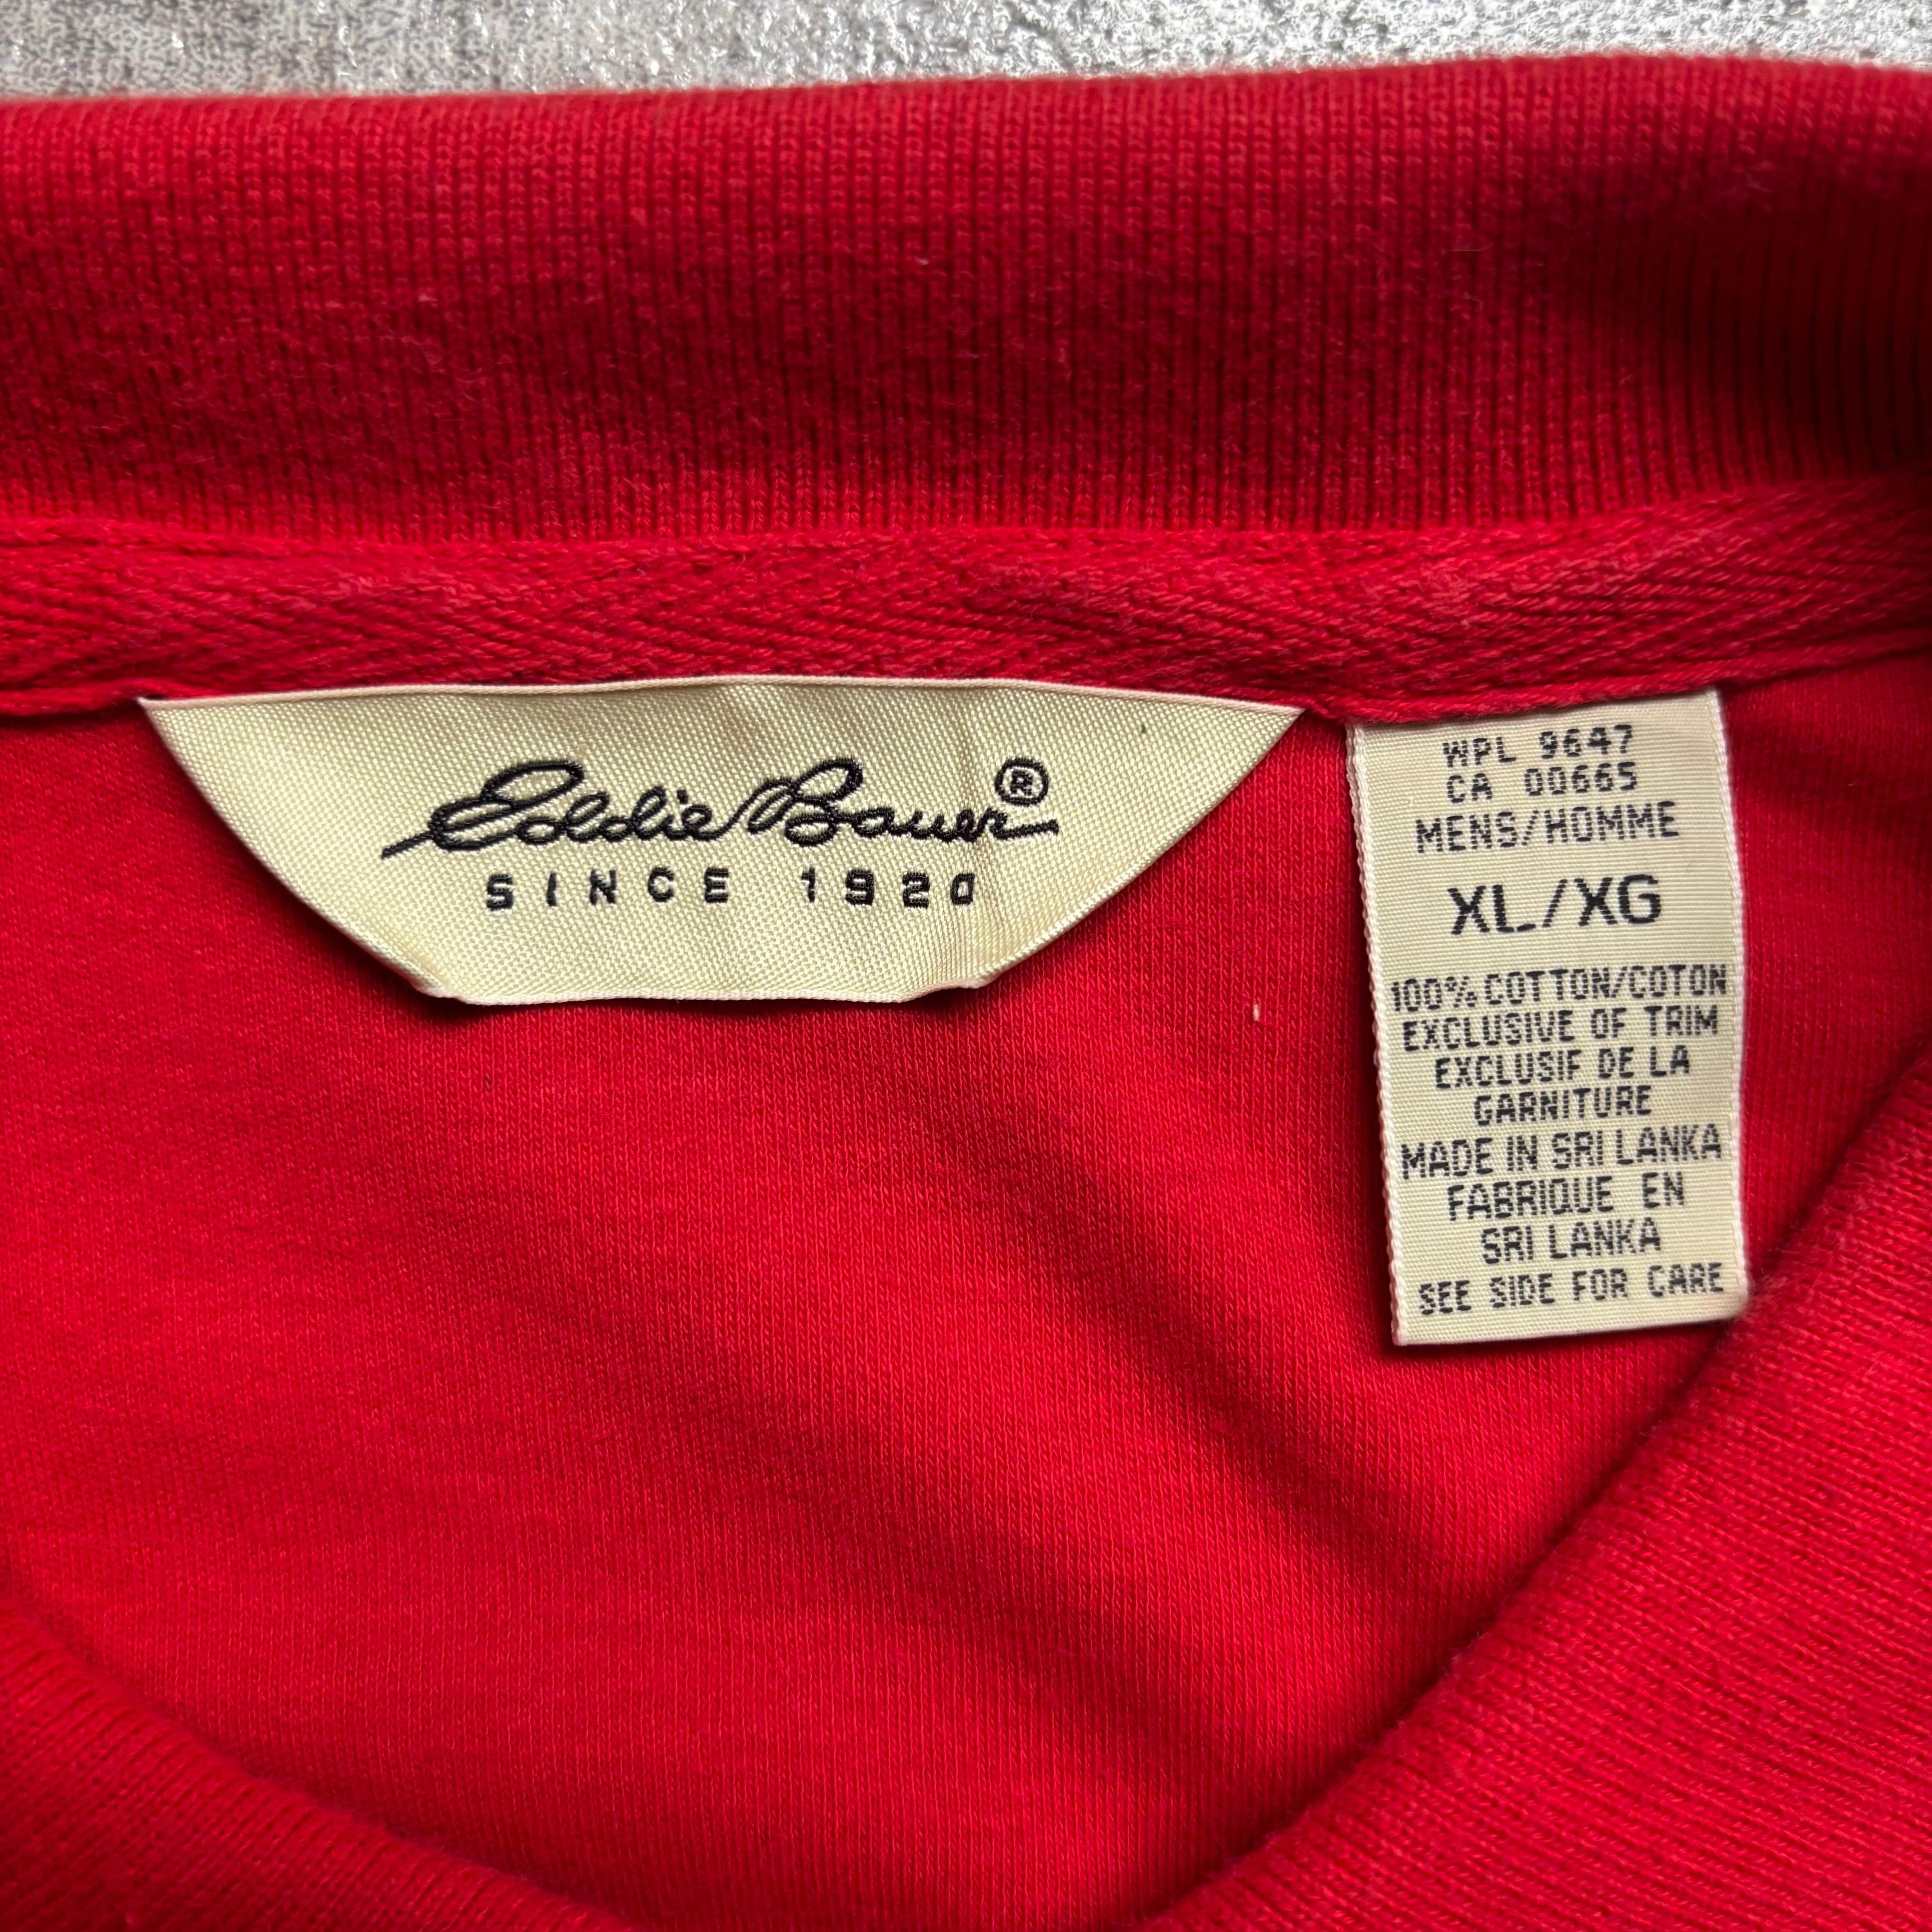 Eddie Bauer®
SINCE 1920
WPL 9647
CA 00665
MENS/HOMME
XL/XG
100% COTTON/COTON
EXCLUSIVE OF TRIM
EXCLUSIF DE LA
GARNITURE
MADE IN SRI LANKA
FABRIQUE EN
SRI LANKA
SEE SIDE FOR CARE